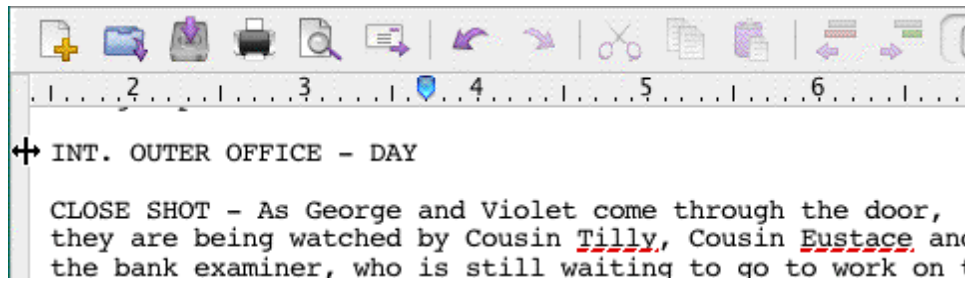 2 3 4 5 6
INT. OUTER OFFICE – DAY
CLOSE SHOT – As George and Violet come through the door,
they are being watched by Cousin Tilly, Cousin Eustace and
the bank examiner, who is still waiting to go to work on